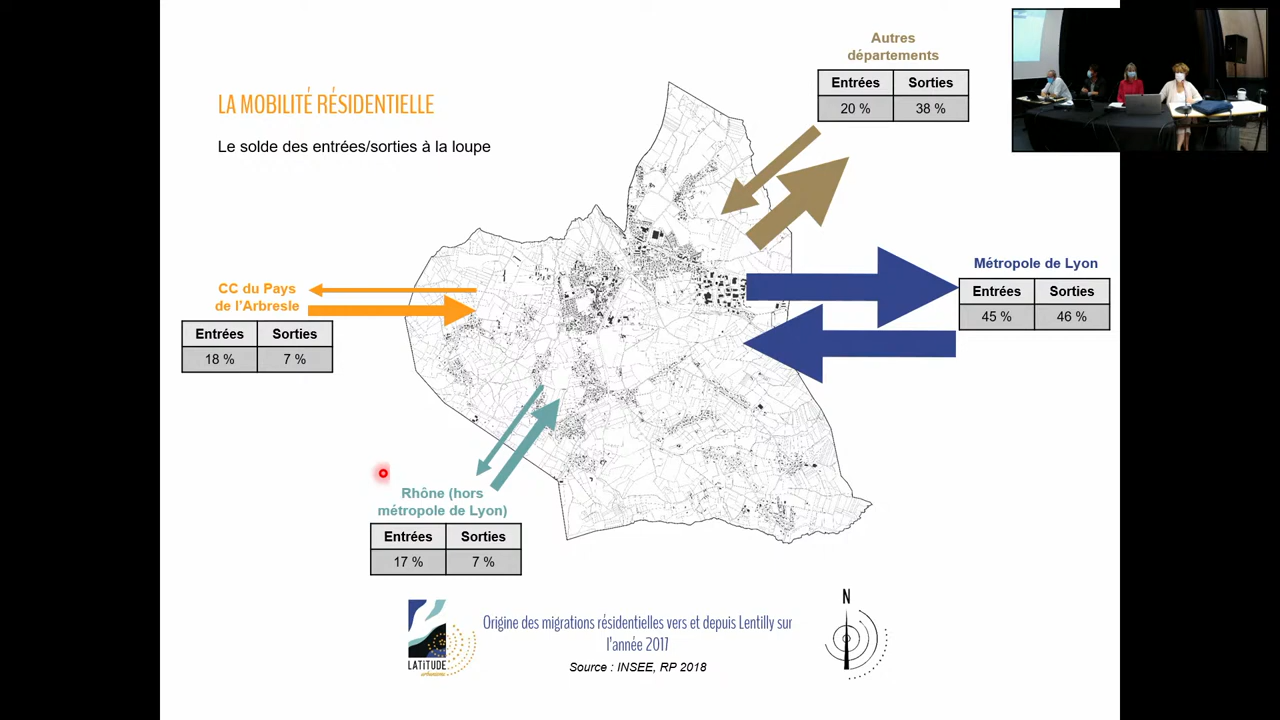 LA MOBILITÉ RÉSIDENTIELLE
Le solde des entrées/sorties à la loupe
Autres
départements
Entrées Sorties
20 % 38 %
Métropole de Lyon
Entrées Sorties
45 % 46 %
CC du Pays
de l'Arbresle
Entrées Sorties
18 % 7 %
Rhône (hors
métropole de Lyon)
Entrées Sorties
17 % 7 %
LATITUDE
urbanisme
Origine des migrations résidentielles vers et depuis Lentilly sur
l'année 2017
Source : INSEE, RP 2018
N